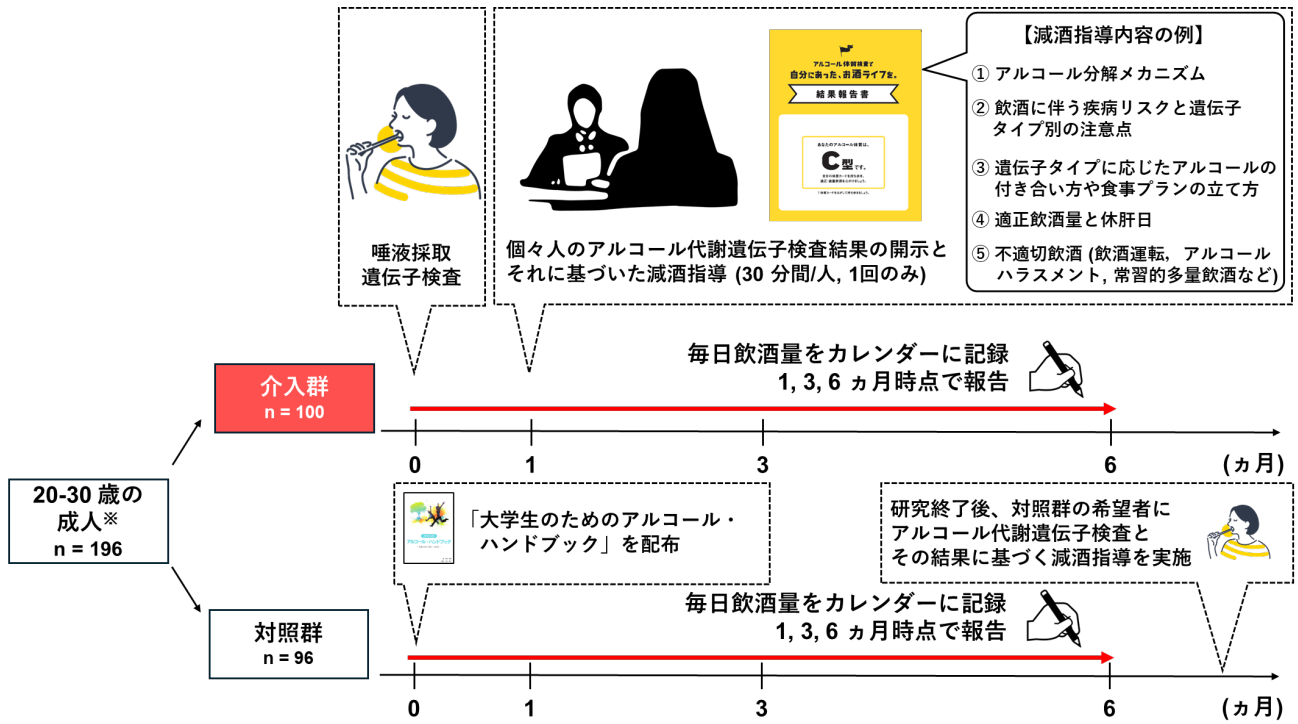 唾液採取
遺伝子検査
アルコール体質検査で
自分にあった、お酒ライフを。
結果報告書
あなたのアルコール体質は、
C型です。
個々人のアルコール代謝遺伝子検査結果の開示と
それに基づいた減酒指導 (30 分間/人, 1回のみ)
【減酒指導内容の例】
① アルコール分解メカニズム
② 飲酒に伴う疾病リスクと遺伝子
タイプ別の注意点
③ 遺伝子タイプに応じたアルコールの
付き合い方や食事プランの立て方
④ 適正飲酒量と休肝日
⑤ 不適切飲酒 (飲酒運転, アルコール
ハラスメント, 常習的多量飲酒など)
介入群
n = 100
毎日飲酒量をカレンダーに記録
1, 3, 6 ヵ月時点で報告
0 1 3 6 (ヵ月)
20-30 歳の
成人※
n = 196
アルコール・ハンドブック
「大学生のためのアルコール・
ハンドブック」を配布
研究終了後、対照群の希望者に
アルコール代謝遺伝子検査と
その結果に基づく減酒指導を実施
対照群
n = 96
毎日飲酒量をカレンダーに記録
1, 3, 6 ヵ月時点で報告
0 1 3 6 (ヵ月)